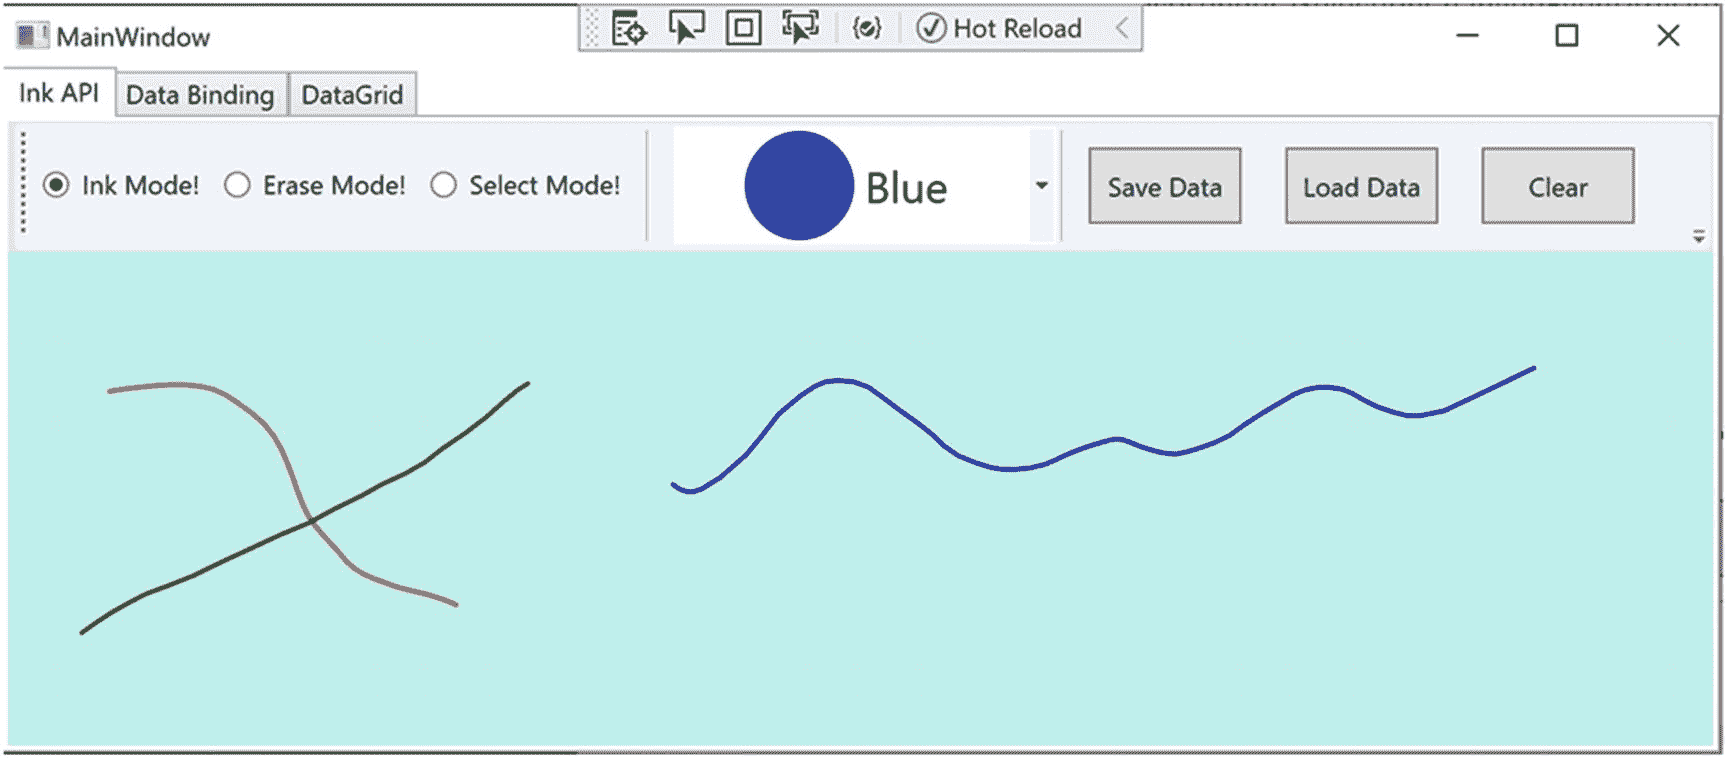 MainWindow
Hot Reload
Ink API Data Binding DataGrid
Ink Mode! Erase Mode! Select Mode! Blue Save Data Load Data Clear